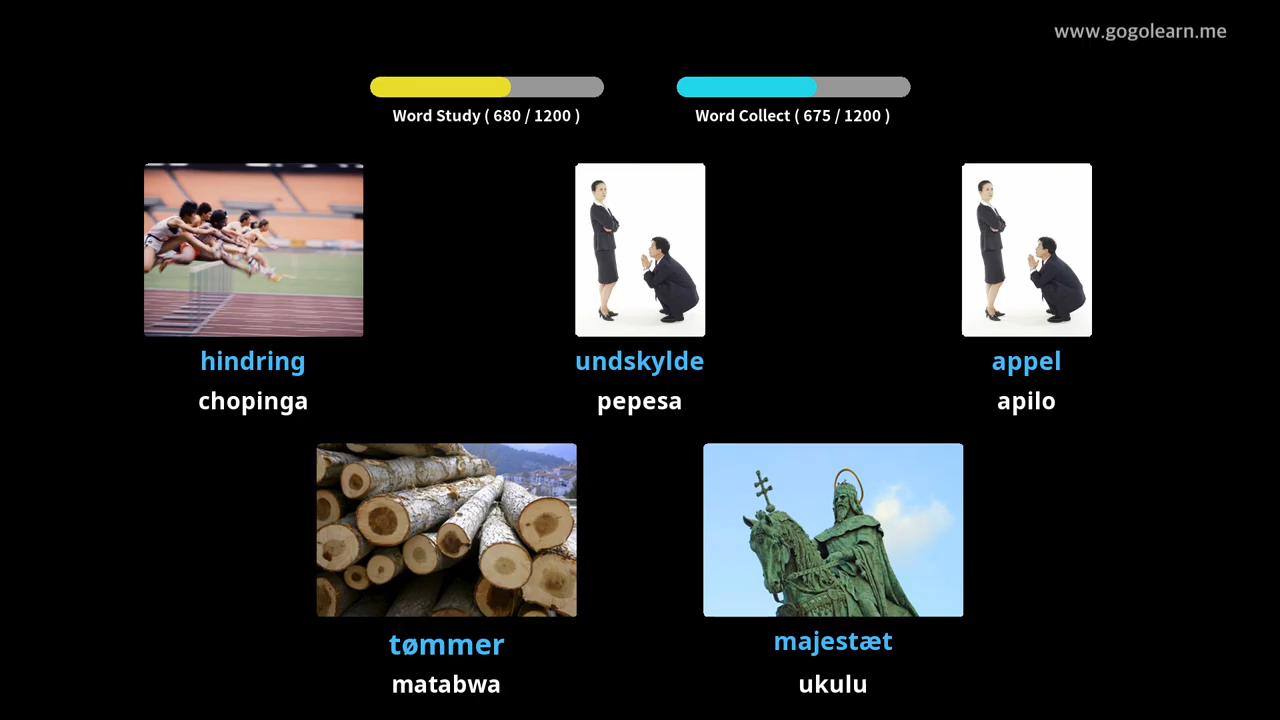 www.gogolearn.me
Word Study ( 680 / 1200 )
Word Collect ( 675 / 1200 )
hindring
undskylde
appel
chopinga
pepesa
apilo
tømmer
majestæt
matabwa
ukulu